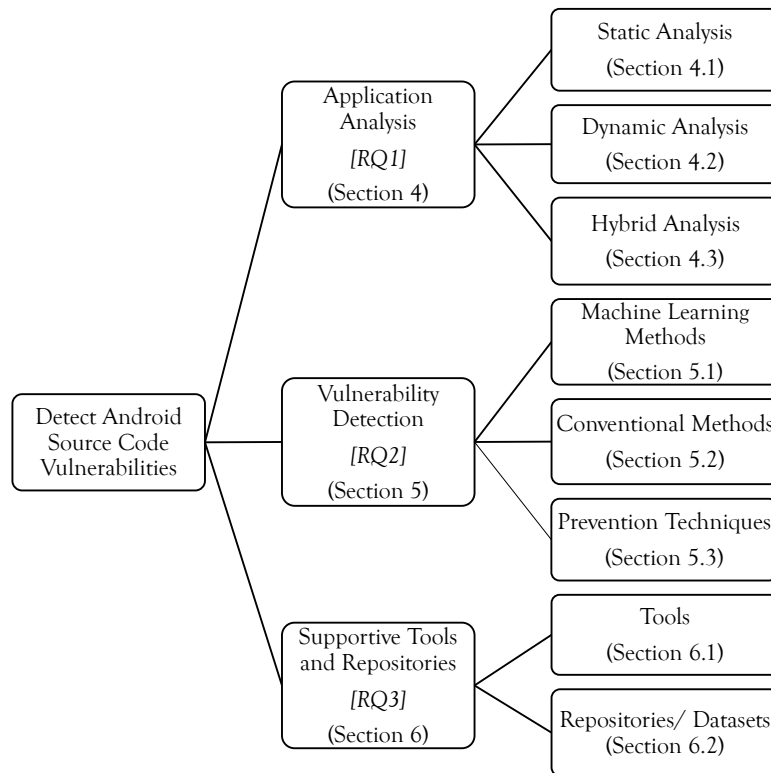 Detect Android
Source Code
Vulnerabilities
Application
Analysis
[RQ1]
(Section 4)
Static Analysis
(Section 4.1)
Dynamic Analysis
(Section 4.2)
Hybrid Analysis
(Section 4.3)
Vulnerability
Detection
[RQ2]
(Section 5)
Machine Learning
Methods
(Section 5.1)
Conventional Methods
(Section 5.2)
Prevention Techniques
(Section 5.3)
Supportive Tools
and Repositories
[RQ3]
(Section 6)
Tools
(Section 6.1)
Repositories/ Datasets
(Section 6.2)